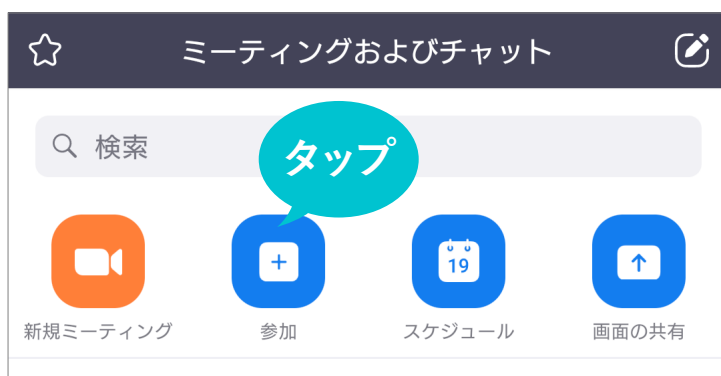 ミーティングおよびチャット
検索
タップ
19
新規ミーティング
参加
スケジュール
画面の共有